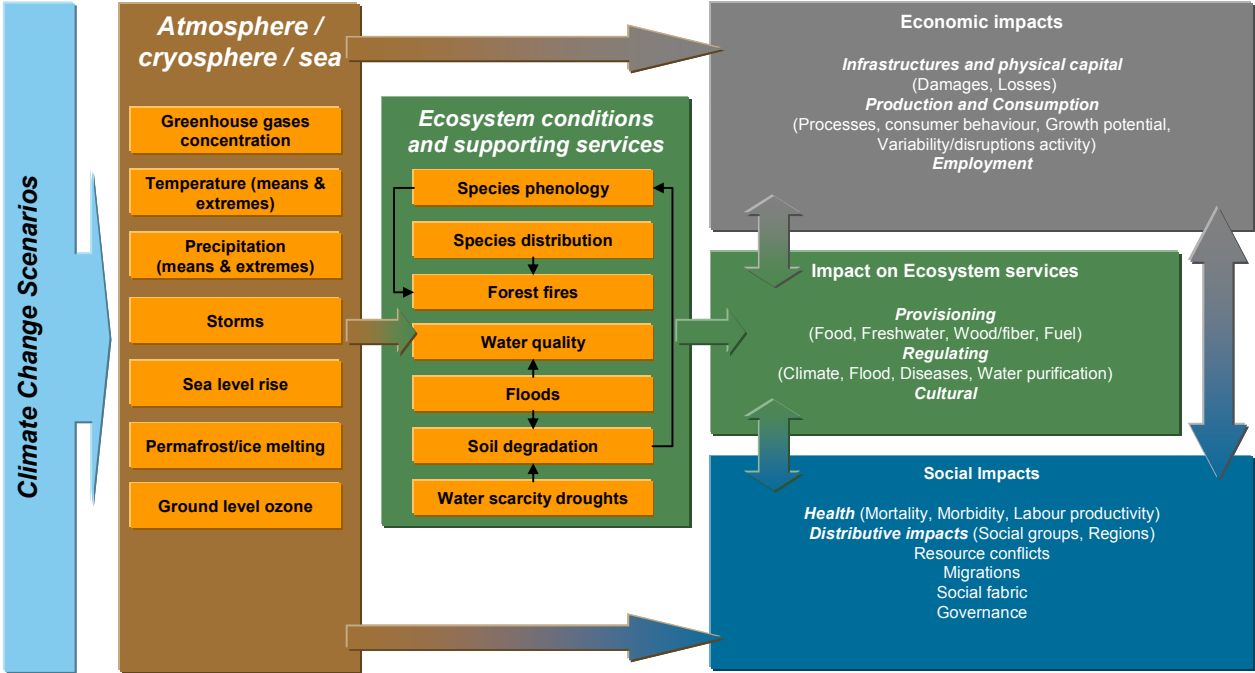 Climate Change Scenarios
Atmosphere /
cryosphere / sea
Greenhouse gases
concentration
Temperature (means &
extremes)
Precipitation
(means & extremes)
Storms
Sea level rise
Permafrost/ice melting
Ground level ozone
Ecosystem conditions
and supporting services
Species phenology
Species distribution
Forest fires
Water quality
Floods
Soil degradation
Water scarcity droughts
Economic impacts
Infrastructures and physical capital
(Damages, Losses)
Production and Consumption
(Processes, consumer behaviour, Growth potential,
Variability/disruptions activity)
Employment
Impact on Ecosystem services
Provisioning
(Food, Freshwater, Wood/fiber, Fuel)
Regulating
(Climate, Flood, Diseases, Water purification)
Cultural
Social Impacts
Health (Mortality, Morbidity, Labour productivity)
Distributive impacts (Social groups, Regions)
Resource conflicts
Migrations
Social fabric
Governance